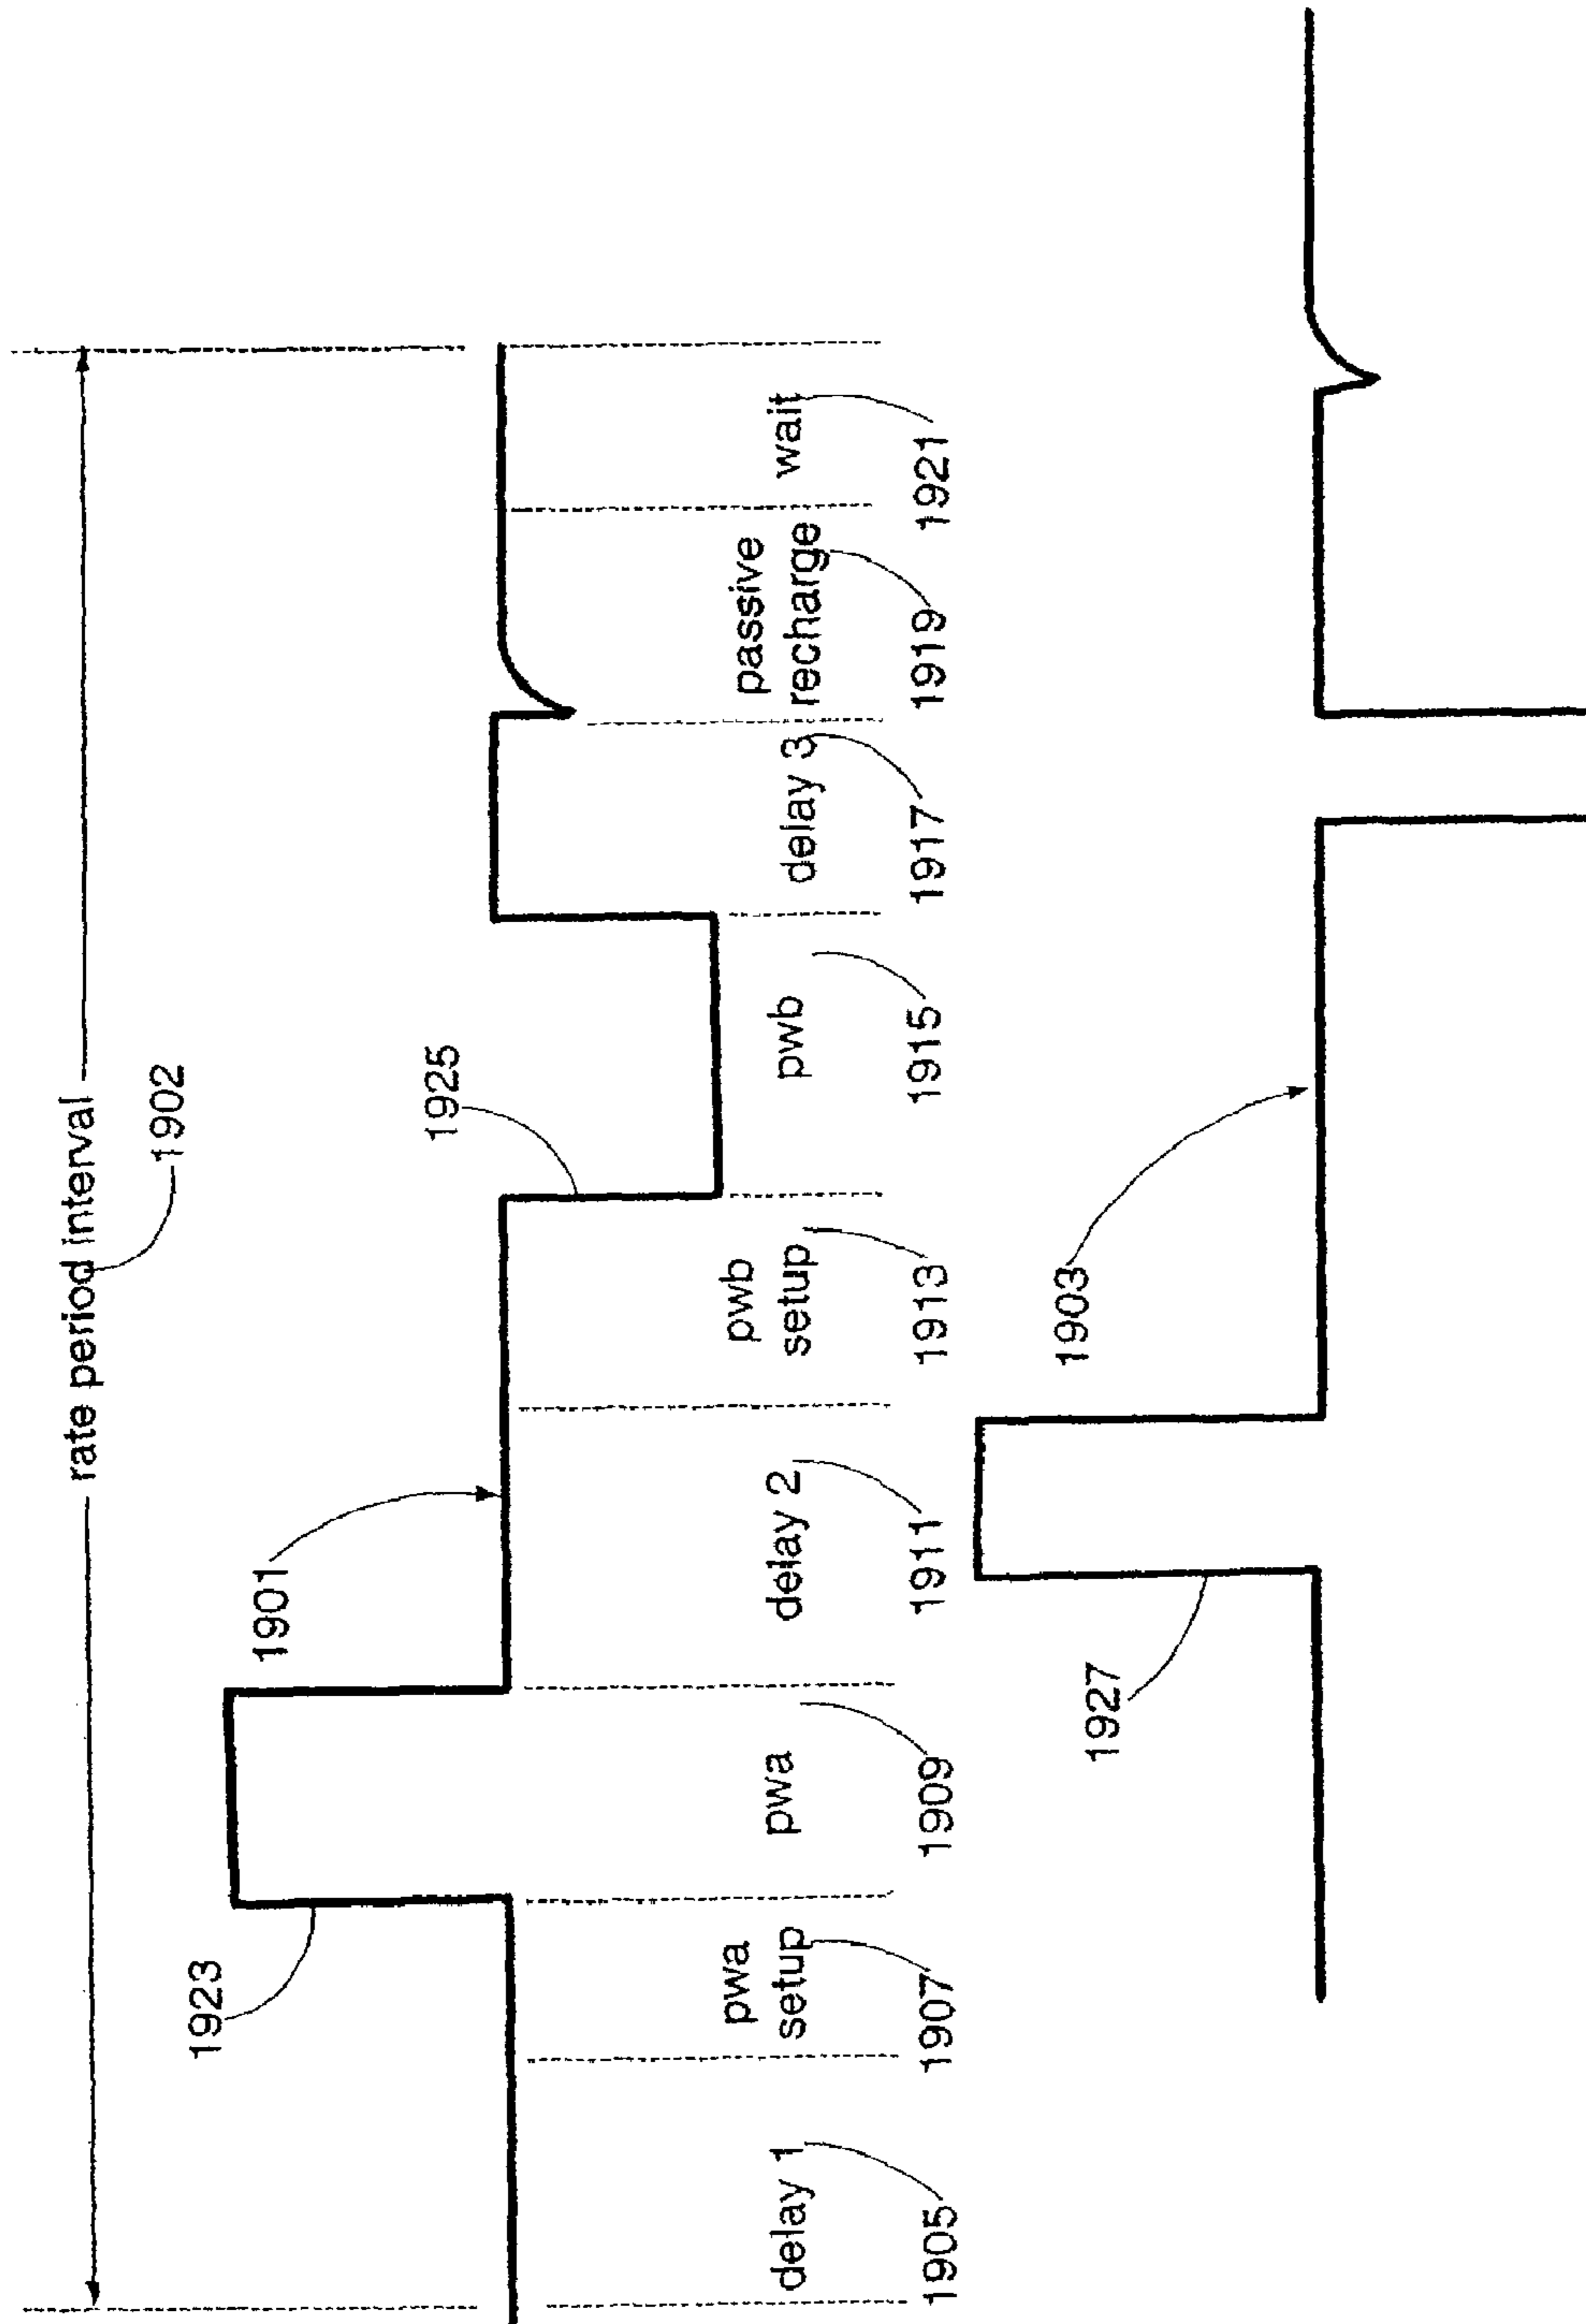 rate period interval
1902
1923
1901
1925
delay 1
pwa
setup
pwa
delay 2
pwb
setup
pwb
delay 3
passive
recharge
wait
1905
1907
1909
1911
1913
1915
1917
1919
1921
1927
1903